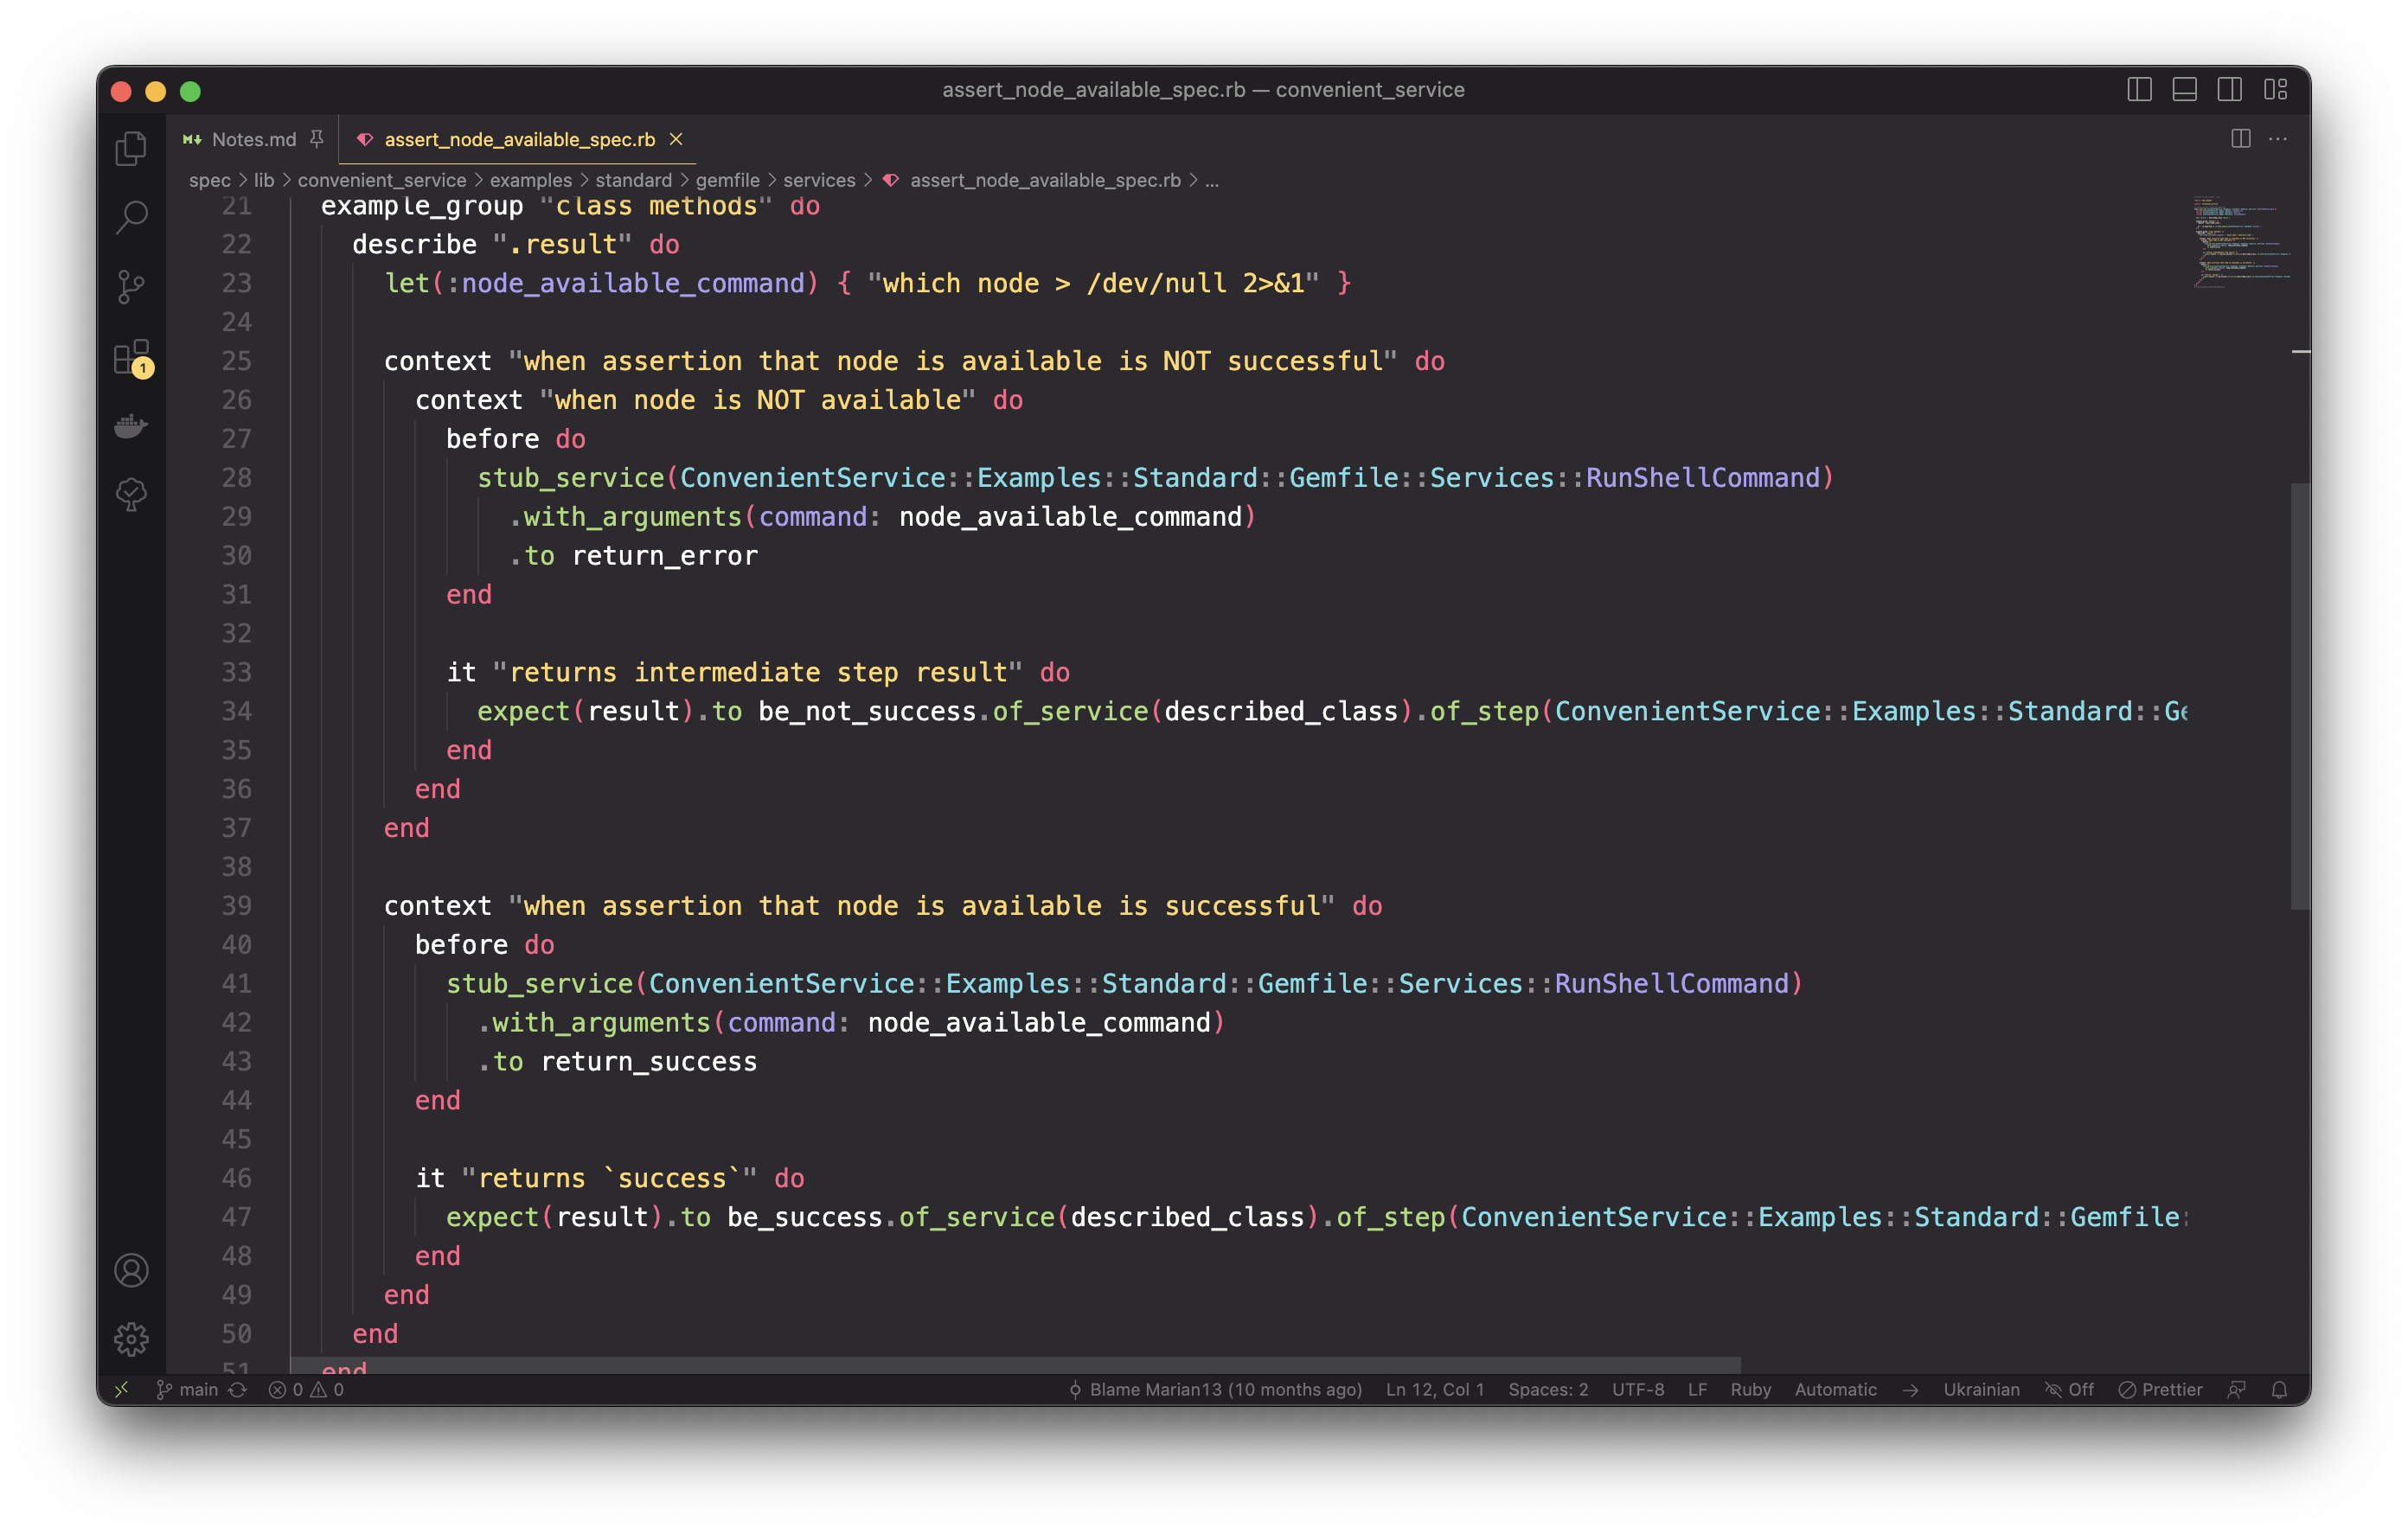 assert_node_available_spec.rb — convenient_service
Notes.md
assert_node_available_spec.rb
spec > lib > convenient_service > examples > standard > gemfile > services > assert_node_available_spec.rb > ...
21 example_group "class methods" do
22 describe ".result" do
23 let(:node_available_command) { "which node > /dev/null 2>&1" }
24
25 context "when assertion that node is available is NOT successful" do
26 context "when node is NOT available" do
27 before do
28 stub_service(ConvenientService::Examples::Standard::Gemfile::Services::RunShellCommand)
29 .with_arguments(command: node_available_command)
30 .to return_error
31 end
32
33 it "returns intermediate step result" do
34 expect(result).to be_not_success.of_service(described_class).of_step(ConvenientService::Examples::Standard::Ge
35 end
36 end
37 end
38
39 context "when assertion that node is available is successful" do
40 before do
41 stub_service(ConvenientService::Examples::Standard::Gemfile::Services::RunShellCommand)
42 .with_arguments(command: node_available_command)
43 .to return_success
44 end
45
46 it "returns `success`" do
47 expect(result).to be_success.of_service(described_class).of_step(ConvenientService::Examples::Standard::Gemfile:
48 end
49 end
50 end
51 end
1
main 0 0 Blame Marian13 (10 months ago) Ln 12, Col 1 Spaces: 2 UTF-8 LF Ruby Automatic → Ukrainian Off Prettier